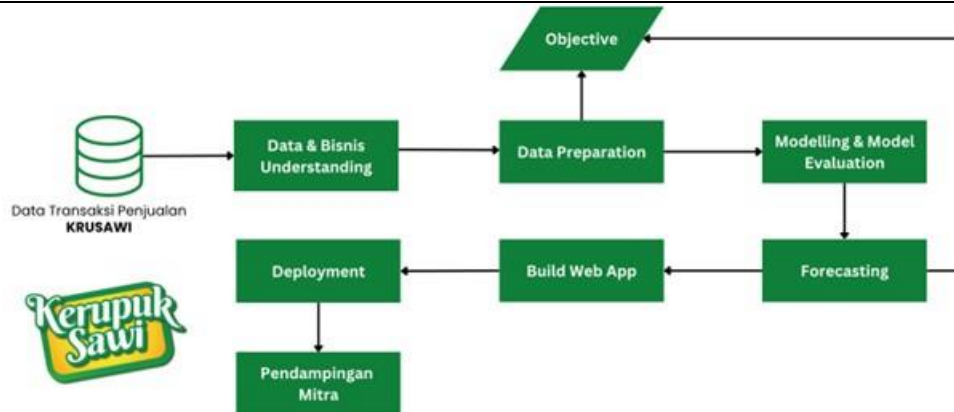 Objective
Data & Bisnis
Understanding
Data Preparation
Modelling & Model
Evaluation
Data Transaksi Penjualan
KRUSAWI
Deployment
Build Web App
Forecasting
Kerupuk
Sawi
Pendampingan
Mitra